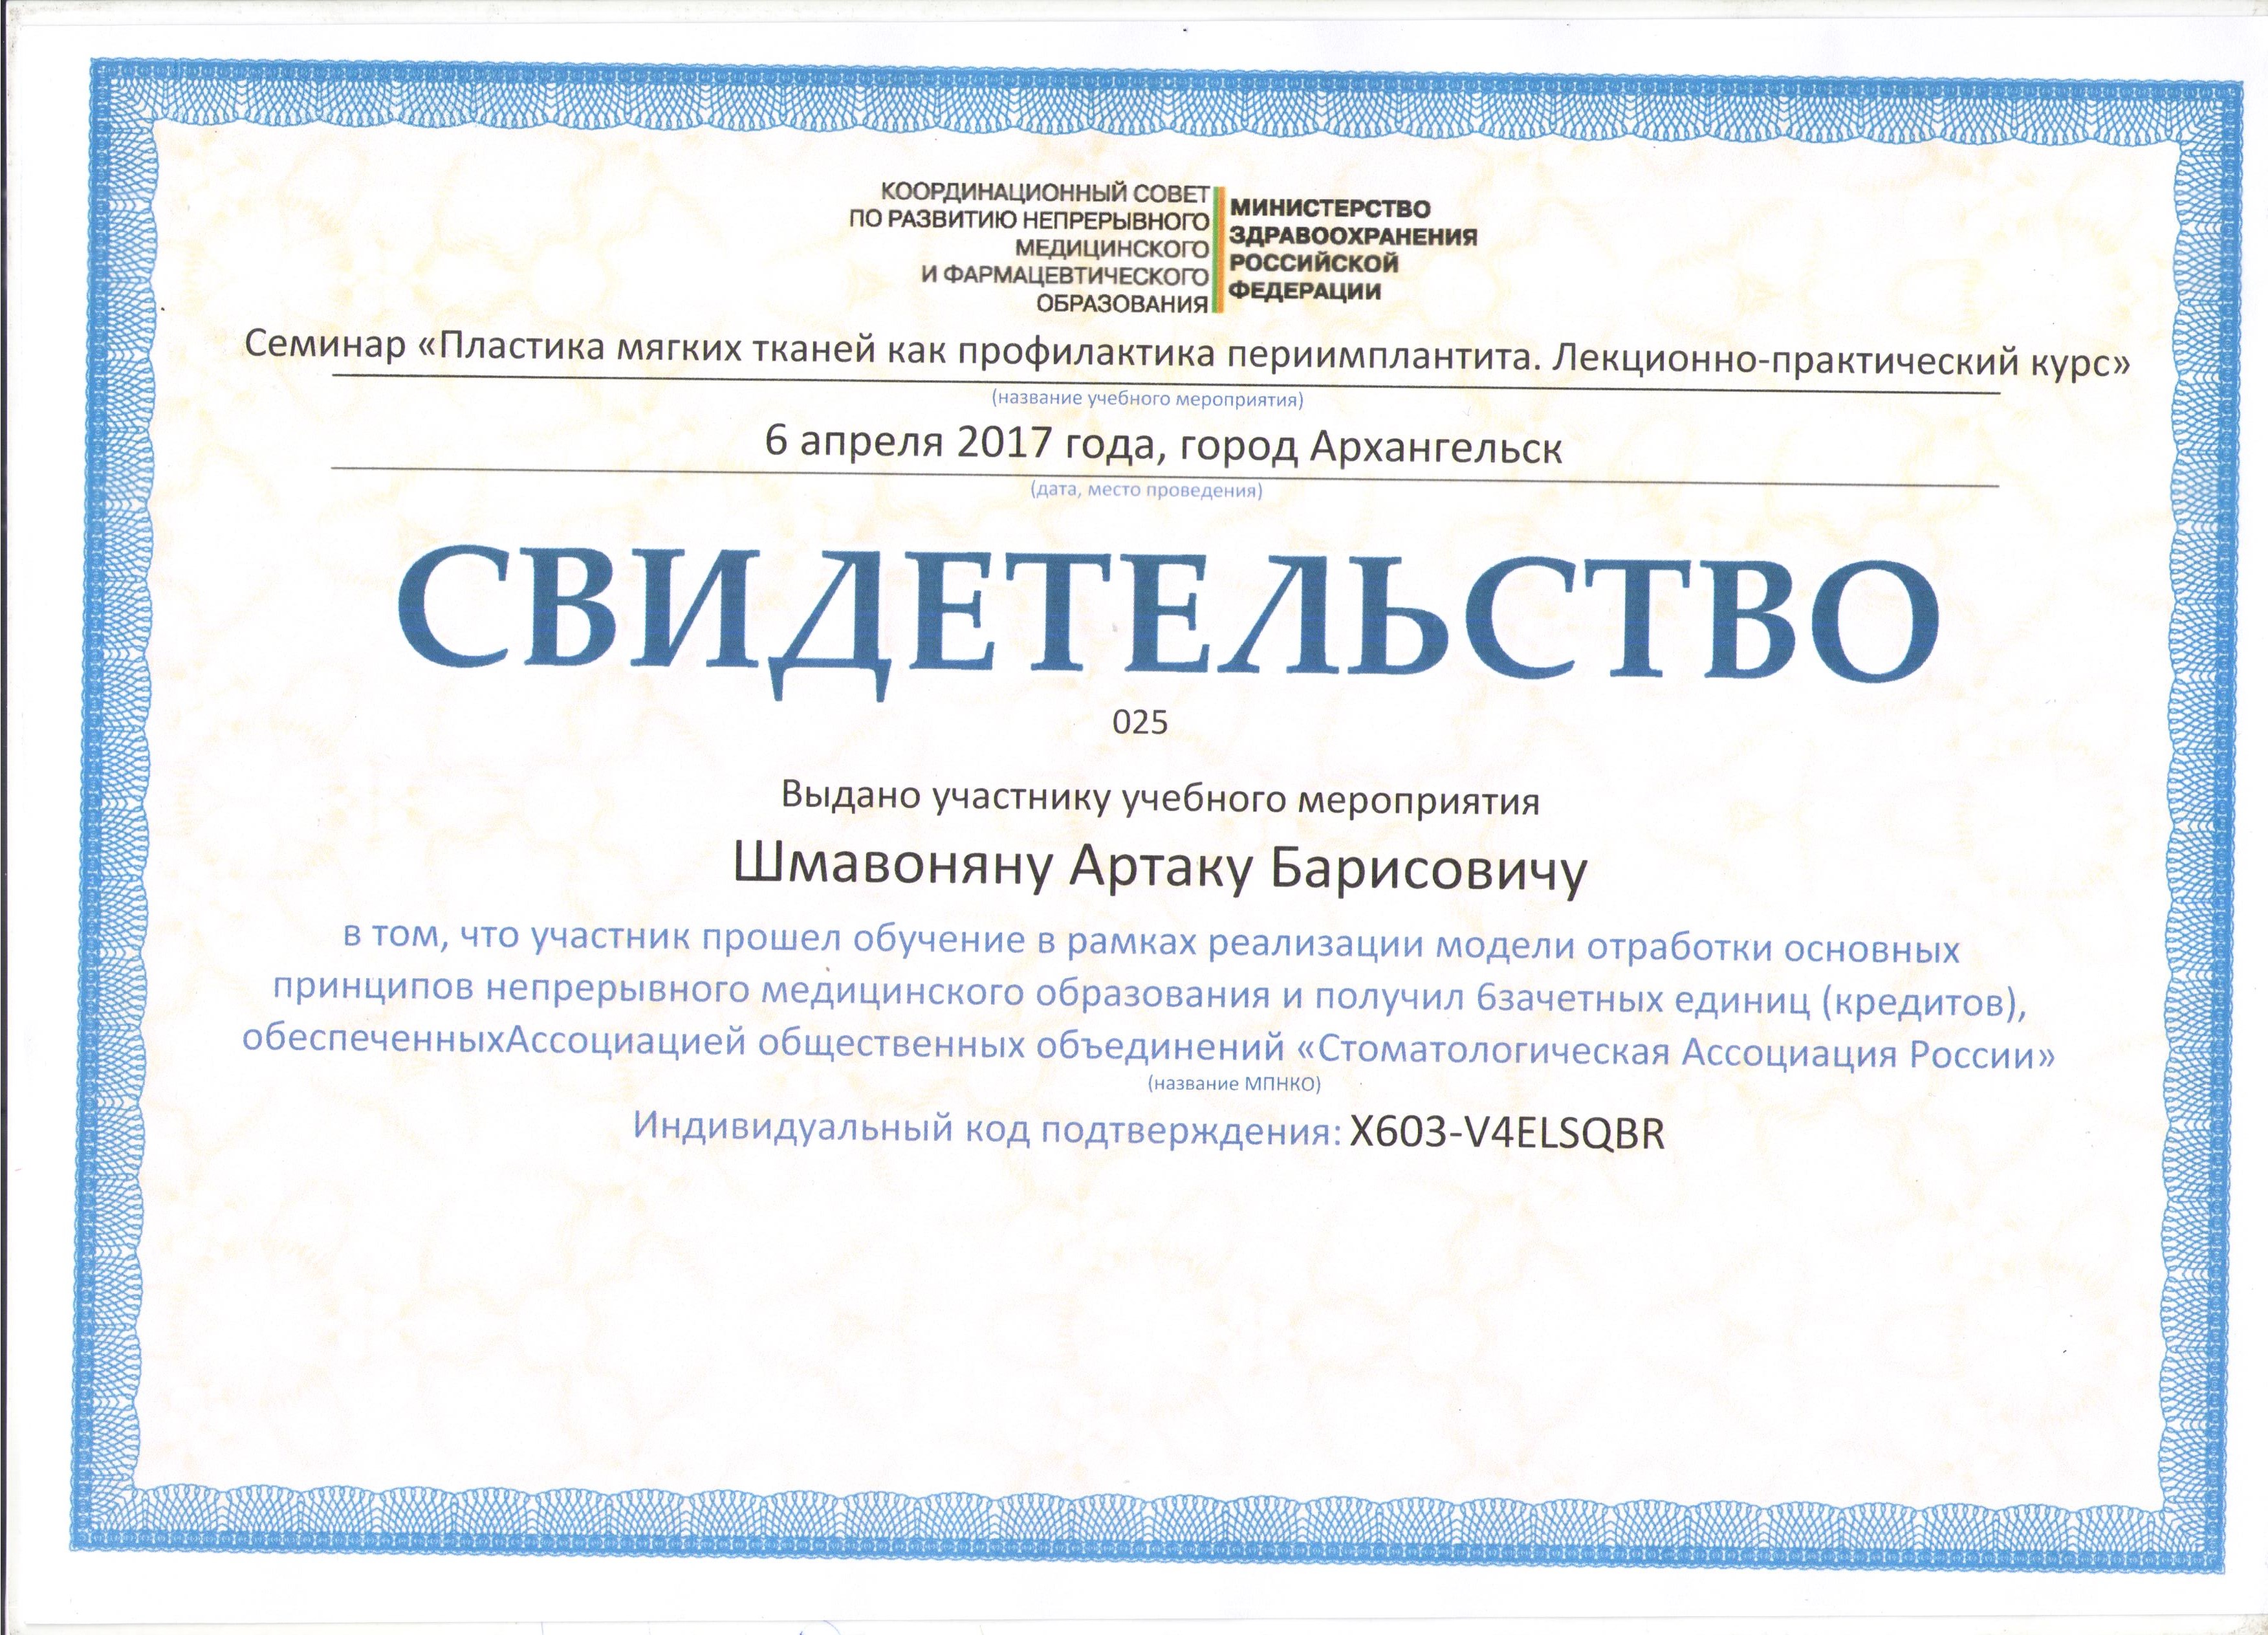 КООРДИНАЦИОННЫЙ СОВЕТ
ПО РАЗВИТИЮ НЕПРЕРЫВНОГО
МЕДИЦИНСКОГО
И ФАРМАЦЕВТИЧЕСКОГО
ОБРАЗОВАНИЯ
МИНИСТЕРСТВО
ЗДРАВООХРАНЕНИЯ
РОССИЙСКОЙ
ФЕДЕРАЦИИ
Семинар «Пластика мягких тканей как профилактика периимплантита. Лекционно-практический курс»
(название учебного мероприятия)
6 апреля 2017 года, город Архангельск
(дата, место проведения)
СВИДЕТЕЛЬСТВО
025
Выдано участнику учебного мероприятия
Шмавоняну Артаку Барисовичу
в том, что участник прошел обучение в рамках реализации модели отработки основных
принципов непрерывного медицинского образования и получил 6зачетных единиц (кредитов),
обеспеченныхАссоциацией общественных объединений «Стоматологическая Ассоциация России»
(название МПНКО)
Индивидуальный код подтверждения: X603-V4ELSQBR